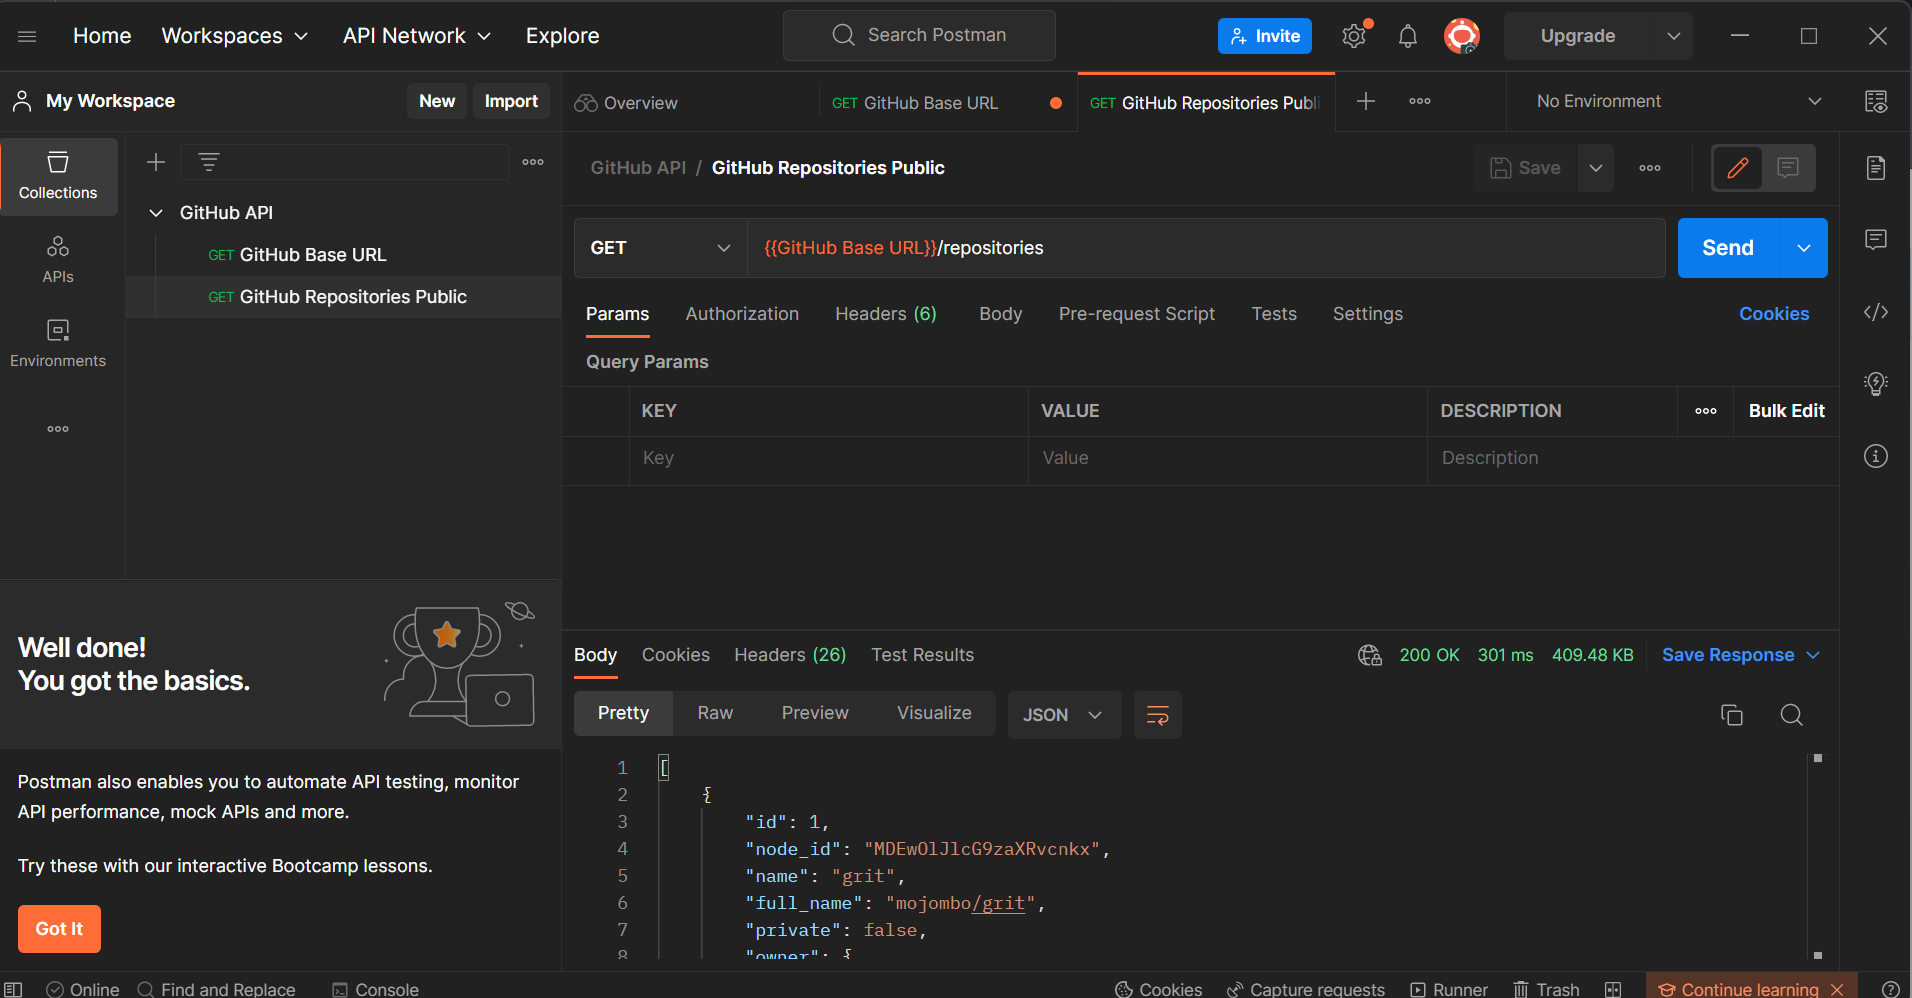 Home Workspaces API Network Explore Search Postman Invite Upgrade
My Workspace New Import
Overview GET GitHub Base URL GET GitHub Repositories Publi No Environment
Collections
APIs
Environments
GitHub API
GET GitHub Base URL
GET GitHub Repositories Public
Well done!
You got the basics.
Postman also enables you to automate API testing, monitor
API performance, mock APIs and more.
Try these with our interactive Bootcamp lessons.
Got It
GitHub API / GitHub Repositories Public Save
GET {{GitHub Base URL}}/repositories Send
Params Authorization Headers (6) Body Pre-request Script Tests Settings Cookies
Query Params
KEY VALUE DESCRIPTION Bulk Edit
Key Value Description
Body Cookies Headers (26) Test Results 200 OK 301 ms 409.48 KB Save Response
Pretty Raw Preview Visualize JSON
1 [
2 {
3 "id": 1,
4 "node_id": "MDEwOlJlcG9zaXRvcnkx",
5 "name": "grit",
6 "full_name": "mojombo/grit",
7 "private": false,
8 "owner": {
Online Find and Replace Console Cookies Capture requests Runner Trash Continue learning